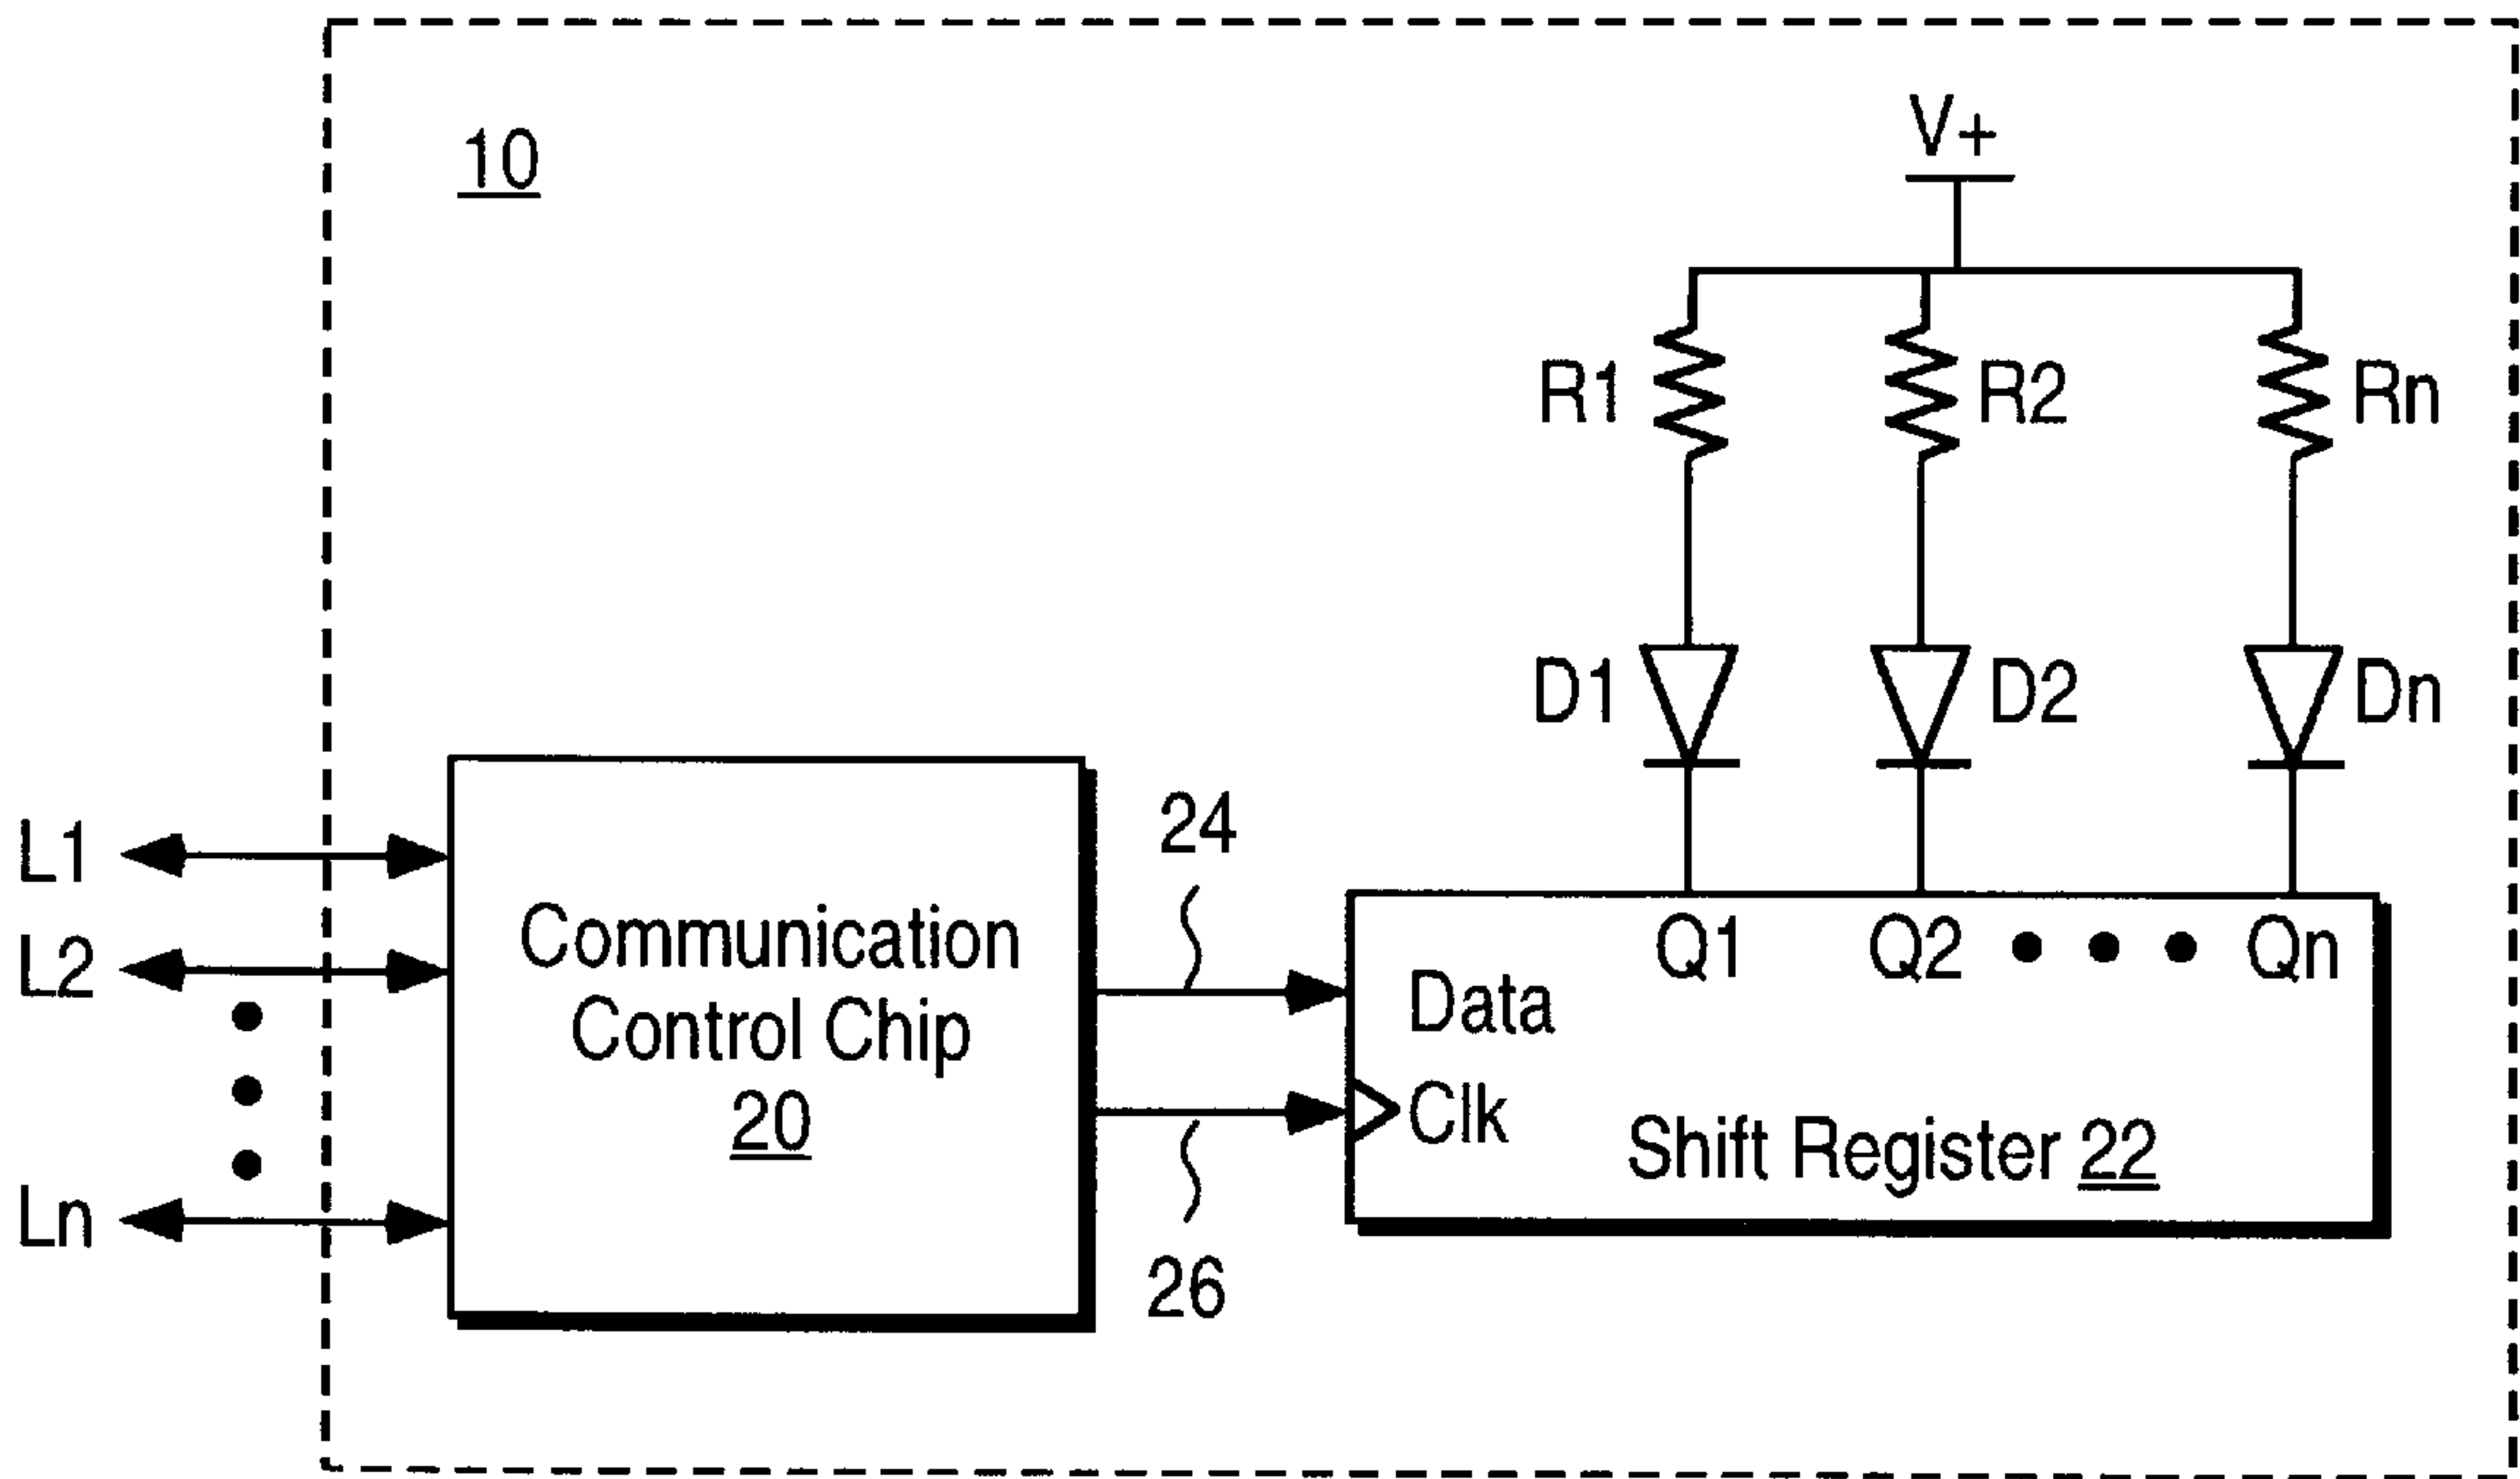 10
V+
R1
R2
Rn
D1
D2
Dn
L1
L2
Ln
Communication
Control Chip
20
24
26
Q1 Q2 Qn
Data
Clk
Shift Register 22